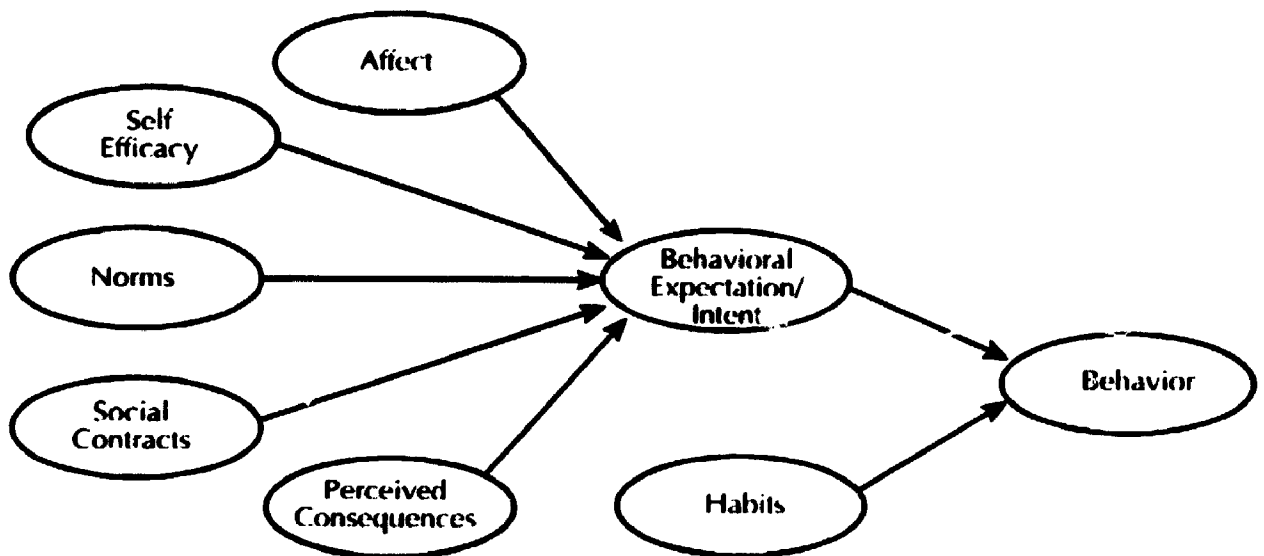 Affect
Self
Efficacy
Norms
Social
Contracts
Perceived
Consequences
Behavioral
Expectation/
Intent
Habits
Behavior